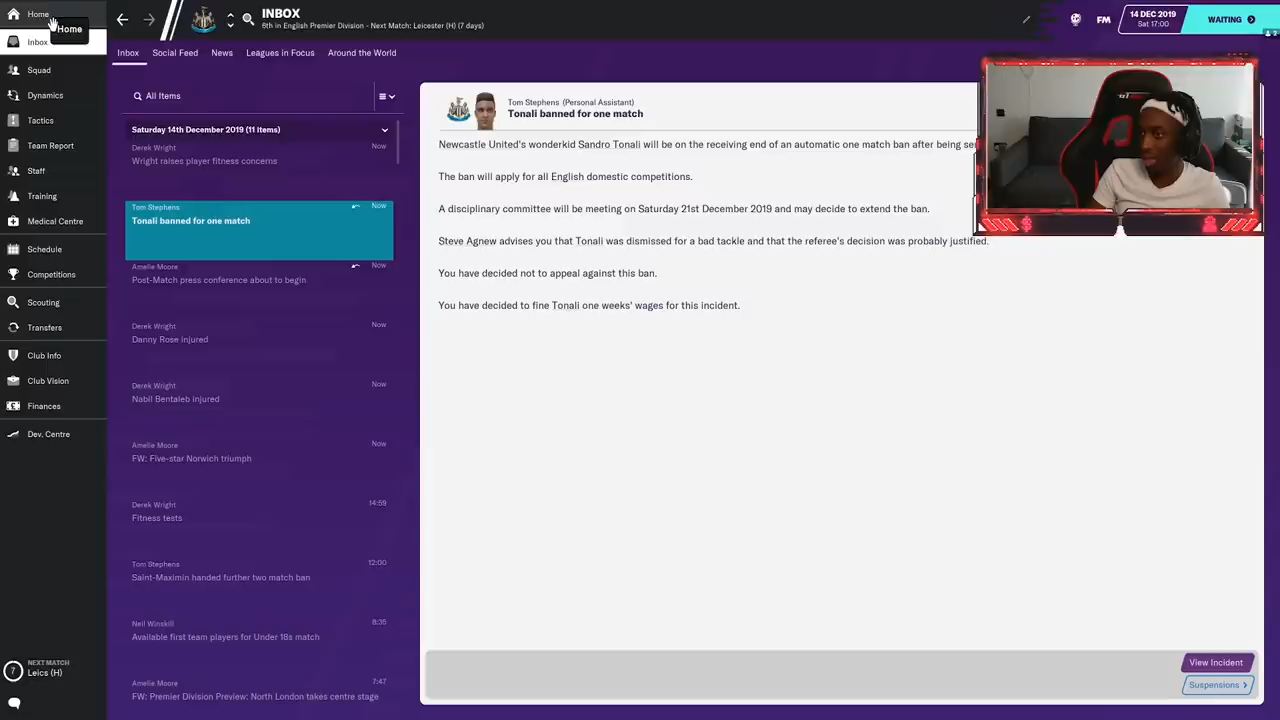 Home
Home
Inbox
Squad
Dynamics
Tactics
Team Report
Staff
Training
Medical Centre
Schedule
Competitions
Scouting
Transfers
Club Info
Club Vision
Finances
Dev. Centre
NEXT MATCH
Leics (H)
INBOX
6th in English Premier Division - Next Match: Leicester (H) (7 days)
FM
14 DEC 2019
Sat 17:00
WAITING
2
Inbox
Social Feed
News
Leagues in Focus
Around the World
All Items
Saturday 14th December 2019 (11 Items)
Derek Wright
Now
Wright raises player fitness concerns
Tom Stephens
Now
Tonali banned for one match
Amelie Moore
Now
Post-Match press conference about to begin
Derek Wright
Now
Danny Rose injured
Derek Wright
Now
Nabil Bentaleb injured
Amelie Moore
Now
FW: Five-star Norwich triumph
Derek Wright
14:59
Fitness tests
Tom Stephens
12:00
Saint-Maximin handed further two match ban
Neil Winskill
8:35
Available first team players for Under 18s match
Amelie Moore
7:47
FW: Premier Division Preview: North London takes centre stage
Tom Stephens (Personal Assistant)
Tonali banned for one match
Newcastle United's wonderkid Sandro Tonali will be on the receiving end of an automatic one match ban after being
The ban will apply for all English domestic competitions.
A disciplinary committee will be meeting on Saturday 21st December 2019 and may decide to extend the ban.
Steve Agnew advises you that Tonali was dismissed for a bad tackle and that the referee's decision was probably justified.
You have decided not to appeal against this ban.
You have decided to fine Tonali one weeks' wages for this incident.
View Incident
Suspensions